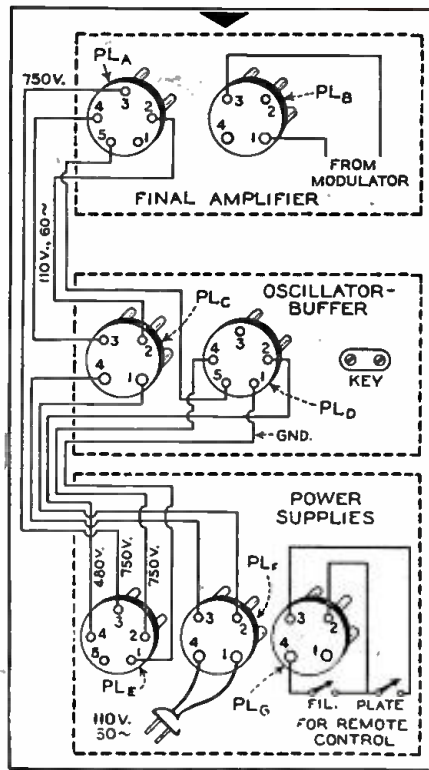 PLA
750V.
3
4
2
5
1
3
2
4
1
PLB
FROM
MODULATOR
FINAL AMPLIFIER
110V., 60~
PLC
OSCILLATOR-
BUFFER
3
2
4
1
3
4
2
5
1
KEY
PLD
GND.
POWER
SUPPLIES
480V.
750V.
750V.
PLF
3
4
2
5
1
3
2
4
1
3
2
4
1
PLE
PLG
110V.
50~
FIL. PLATE
FOR REMOTE
CONTROL